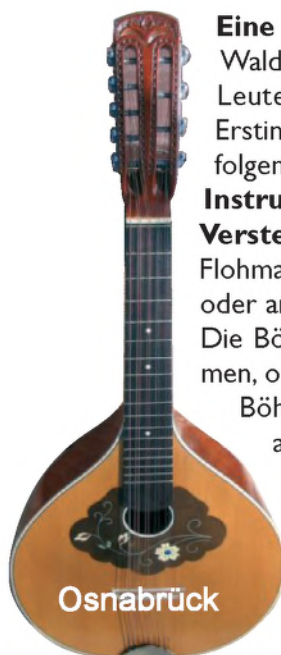 Eine
Wald
Leute
Erstin
folgen
Instru
Verste
Flohma
oder ar
Die Bö
men, o
Böh
a
Osnabrück